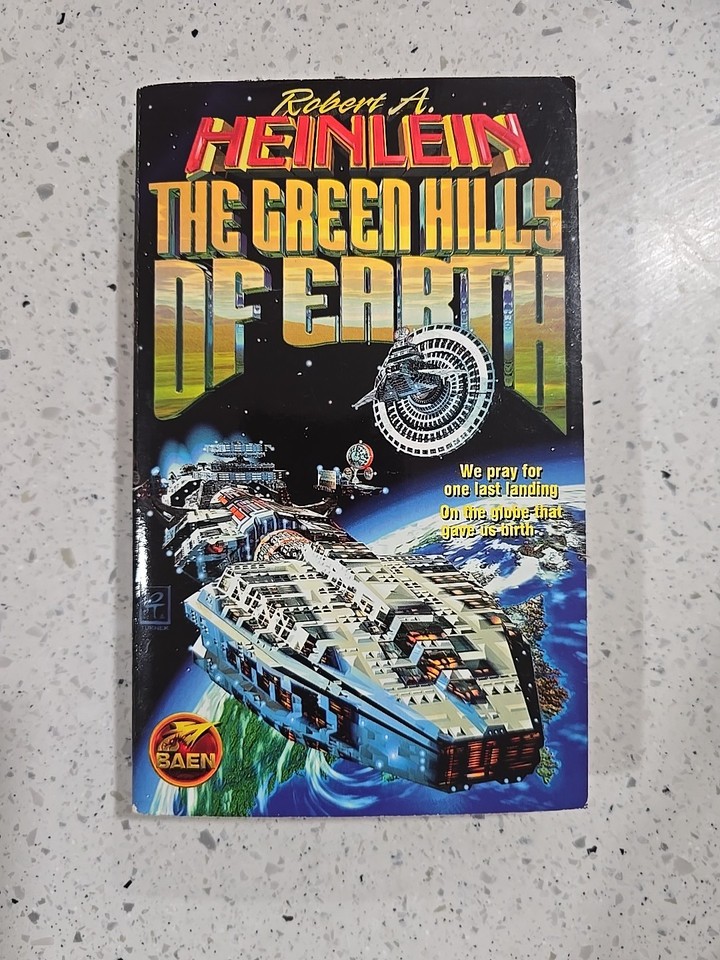 Robert A.
HEINLEIN
THE GREEN HILLS
OF EARTH
We pray for
one last landing
On the globe that
gave us birth
BAEN